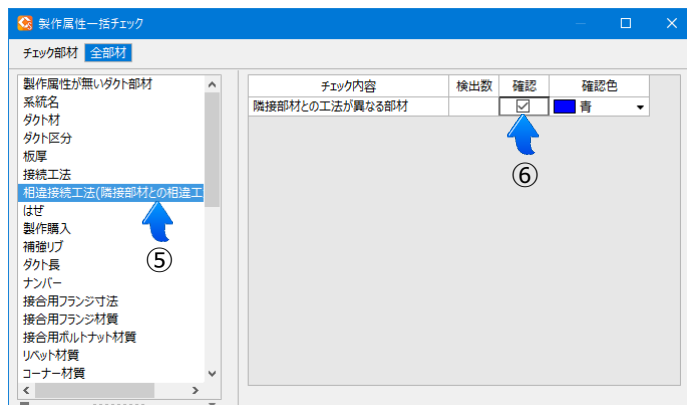 製作属性一括チェック
チェック部材 全部材
製作属性が無いダクト部材
系統名
ダクト材
ダクト区分
板厚
接続工法
相違接続工法(隣接部材との相違工
はぜ
製作購入
補強リブ
ダクト長
ナンバー
接合用フランジ寸法
接合用フランジ材質
接合用ボルトナット材質
リベット材質
コーナー材質
⑤
チェック内容 検出数 確認 確認色
隣接部材との工法が異なる部材 青
⑥